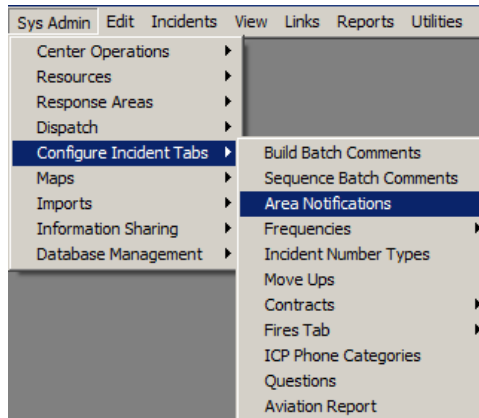 Sys Admin Edit Incidents View Links Reports Utilities
Center Operations
Resources
Response Areas
Dispatch
Configure Incident Tabs
Maps
Imports
Information Sharing
Database Management
Build Batch Comments
Sequence Batch Comments
Area Notifications
Frequencies
Incident Number Types
Move Ups
Contracts
Fires Tab
ICP Phone Categories
Questions
Aviation Report